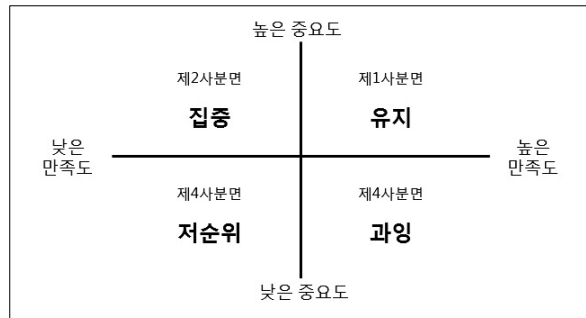 높은 중요도
제2사분면
제1사분면
집중
유지
낮은
만족도
높은
만족도
제4사분면
제4사분면
저순위
과잉
낮은 중요도